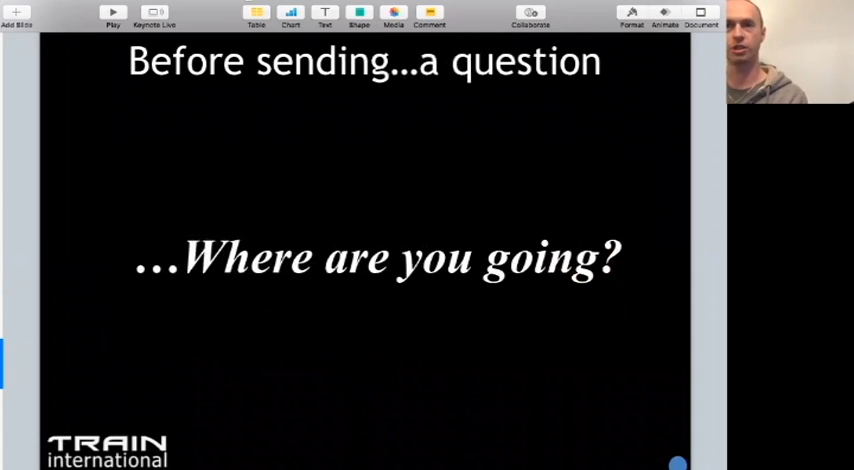 Add Slide
Play
Keynote Live
Table
Chart
Text
Shape
Media
Comment
Collaborate
Format
Animate
Document
Before sending...a question
...Where are you going?
TRAIN
international